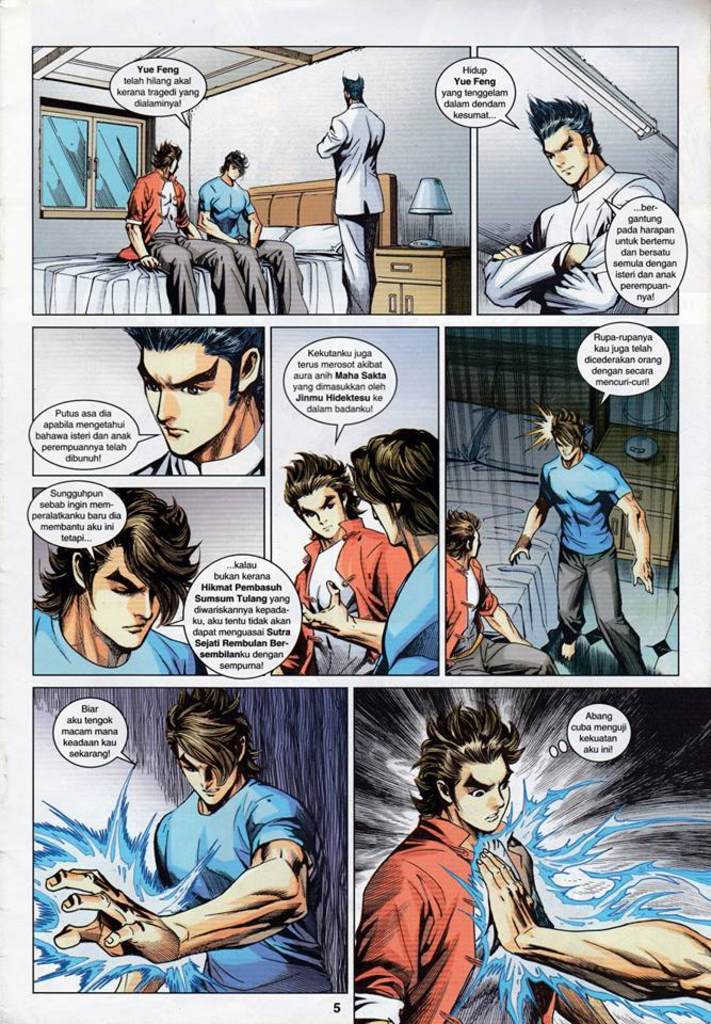 Yue Feng
telah hilang akal
kerana tragedi yang
dialaminya!
Hidup
Yue Feng
yang tenggelam
dalam dendam
kesumat...
...ber-
gantung
pada harapan
untuk bertemu
dan bersatu
semula dengan
isteri dan anak
perempuan-
nya!
Putus asa dia
apabila mengetahui
bahawa isteri dan anak
perempuannya telah
dibunuh!
Kekutanku juga
terus merosot akibat
aura anih Maha Sakta
yang dimasukkan oleh
Jinmu Hidektesu ke
dalam badanku!
Rupa-rupanya
kau juga telah
dicederakan orang
dengan secara
mencuri-curi!
Sungguhpun
sebab ingin mem-
peralatkanku baru dia
membantu aku ini
tetapi...
...kalau
bukan kerana
Hikmat Pembasuh
Sumsum Tulang yang
diwariskannya kepada-
ku tentu tidak akan
dapat menguasai Sutra
Sejati Rembulan Ber-
sembilanku dengan
sempurna!
Biar
aku tengok
macam mana
keadaan kau
sekarang!
Abang
cuba menguji
kekuatan
aku ini!
5